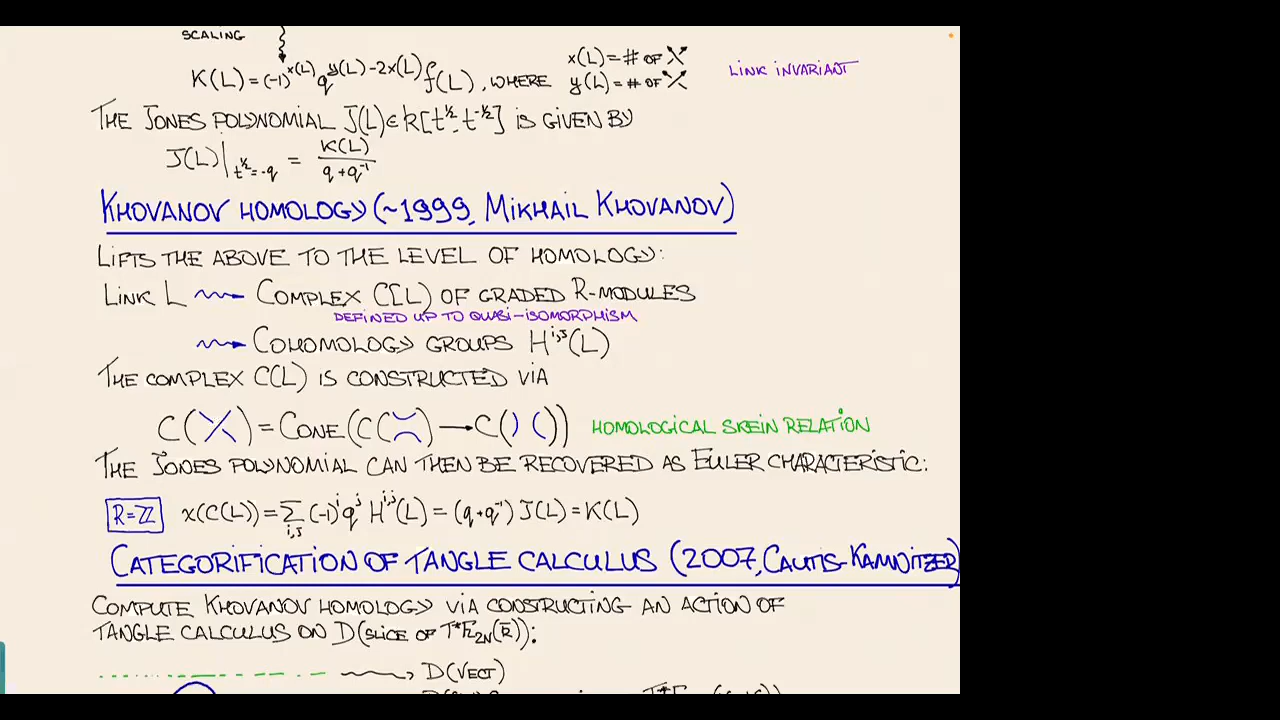 SCALING
K(L) = (-1)^{x(L)} q^{y(L)-2x(L)} f(L), WHERE x(L) = # OF ⤫
y(L) = # OF ⤫
LINK INVARIANT
THE JONES POLYNOMIAL J(L) ∈ k[t^{1/2}, t^{-1/2}] IS GIVEN BY
J(L)|_{t^{1/2}=-q} = K(L) / (q+q^{-1})
KHOVANOV HOMOLOGY (~1999, MIKHAIL KHOVANOV)
LIFTS THE ABOVE TO THE LEVEL OF HOMOLOGY:
LINK L ⟿ COMPLEX C(L) OF GRADED R-MODULES
DEFINED UP TO QUASI-ISOMORPHISM
⟿ COHOMOLOGY GROUPS H^{i,j}(L)
THE COMPLEX C(L) IS CONSTRUCTED VIA
C(⤫) = CONE(C(≍) → C()()) HOMOLOGICAL SKEIN RELATION
THE JONES POLYNOMIAL CAN THEN BE RECOVERED AS EULER CHARACTERISTIC:
R=ℤ χ(C(L)) = Σ_{i,j} (-1)^i q^j H^{i,j}(L) = (q+q^{-1}) J(L) = K(L)
CATEGORIFICATION OF TANGLE CALCULUS (2007, CAUTIS-KAMNITZER)
COMPUTE KHOVANOV HOMOLOGY VIA CONSTRUCTING AN ACTION OF
TANGLE CALCULUS ON D(SLICE OF T*Fl_{2N}(k̄)):
⟿ D(VECT)